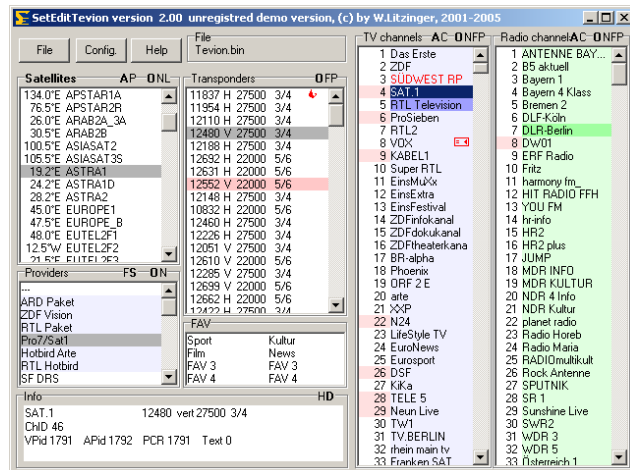 SetEditTevion version 2.00 unregistred demo version, (c) by W.Litzinger, 2001-2005
File
Config.
Help
File
Tevion.bin
Satellites AP ONL
134.0°E APSTAR1A
76.5°E APSTAR2R
26.0°E ARAB2A_3A
30.5°E ARAB2B
100.5°E ASIASAT2
105.5°E ASIASAT3S
19.2°E ASTRA1
24.2°E ASTRA1D
28.2°E ASTRA2
45.0°E EUROPE1
47.5°E EUROPE_B
48.0°E EUTEL2F1
12.5°W EUTEL2F2
21.5°E EUTEL2F3
Transponders OFP
11837 H 27500 3/4
11954 H 27500 3/4
12110 H 27500 3/4
12480 V 27500 3/4
12188 H 27500 3/4
12692 H 22000 5/6
12631 H 22000 5/6
12552 V 22000 5/6
12148 H 27500 3/4
10832 H 22000 5/6
12460 H 27500 3/4
12226 H 27500 3/4
12051 V 27500 3/4
12610 V 22000 5/6
12285 V 27500 3/4
12699 V 22000 5/6
12662 H 22000 5/6
12422 H 27500 3/4
Providers FS ON
---
ARD Paket
ZDF Vision
RTL Paket
Pro7/Sat1
Hotbird Arte
RTL Hotbird
SF DRS
FAV
Sport Kultur
Film News
FAV 3 FAV 3
FAV 4 FAV 4
Info HD
SAT.1 12480 vert 27500 3/4
ChID 46
VPid 1791 APid 1792 PCR 1791 Text 0
TV channels AC ONFP
1 Das Erste
2 ZDF
3 SÜDWEST RP
4 SAT.1
5 RTL Television
6 ProSieben
7 RTL2
8 VOX
9 KABEL1
10 Super RTL
11 EinsMuXx
12 EinsExtra
13 EinsFestival
14 ZDFinfokanal
15 ZDFdokukanal
16 ZDFtheaterkana
17 BR-alpha
18 Phoenix
19 ORF 2 E
20 arte
21 XXP
22 N24
23 LifeStyle TV
24 EuroNews
25 Eurosport
26 DSF
27 KiKa
28 TELE 5
29 Neun Live
30 TW1
31 TV.BERLIN
32 rhein main tv
33 Franken SAT
Radio channels AC ONFP
1 ANTENNE BAY...
2 B5 aktuell
3 Bayern 1
4 Bayern 4 Klass
5 Bremen 2
6 DLF-Köln
7 DLR-Berlin
8 DW01
9 ERF Radio
10 Fritz
11 harmony fm_
12 HIT RADIO FFH
13 YOU FM
14 hr-info
15 HR2
16 HR2 plus
17 JUMP
18 MDR INFO
19 MDR KULTUR
20 NDR 4 Info
21 NDR Kultur
22 planet radio
23 Radio Horeb
24 Radio Maria
25 RADIOmultikult
26 Rock Antenne
27 SPUTNIK
28 SR 1
29 Sunshine Live
30 SWR2
31 WDR 3
32 WDR 5
33 Österreich 1